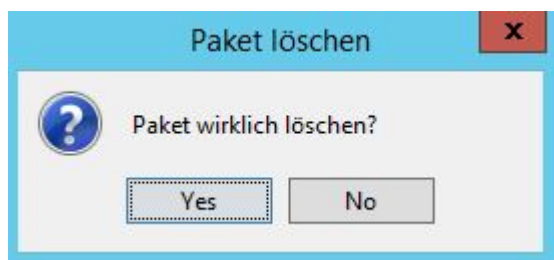 Paket löschen
x
?
Paket wirklich löschen?
Yes No